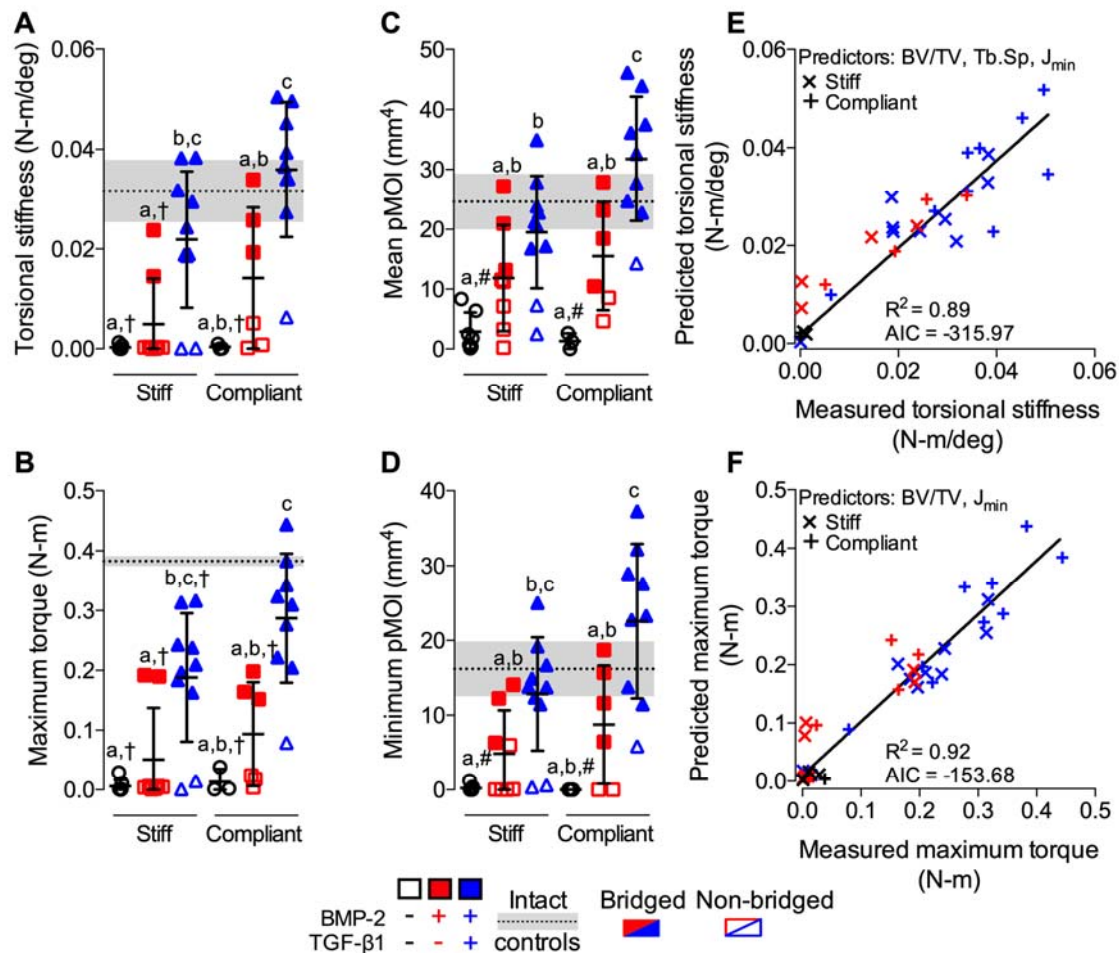 A
Torsional stiffness (N-m/deg)
0.06
0.04
0.02
0.00
a,†
a,†
b,c
a,b,†
a,b
c
Stiff
Compliant
C
Mean pMOI (mm⁴)
50
40
30
20
10
0
a,#
a,b
b
a,#
a,b
c
Stiff
Compliant
E
Predicted torsional stiffness
(N-m/deg)
0.06
0.04
0.02
0.00
Predictors: BV/TV, Tb.Sp, Jmin
× Stiff
+ Compliant
R² = 0.89
AIC = -315.97
0.00 0.02 0.04 0.06
Measured torsional stiffness
(N-m/deg)
B
Maximum torque (N-m)
0.5
0.4
0.3
0.2
0.1
0.0
a,†
a,†
b,c,†
a,b,†
a,b,†
c
Stiff
Compliant
D
Minimum pMOI (mm⁴)
40
30
20
10
0
a,#
a,b
b,c
a,b,#
a,b
c
Stiff
Compliant
F
Predicted maximum torque
(N-m)
0.5
0.4
0.3
0.2
0.1
0.0
Predictors: BV/TV, Jmin
× Stiff
+ Compliant
R² = 0.92
AIC = -153.68
0.0 0.1 0.2 0.3 0.4 0.5
Measured maximum torque
(N-m)
BMP-2 - + +
TGF-β1 - - +
Intact
controls
Bridged
Non-bridged